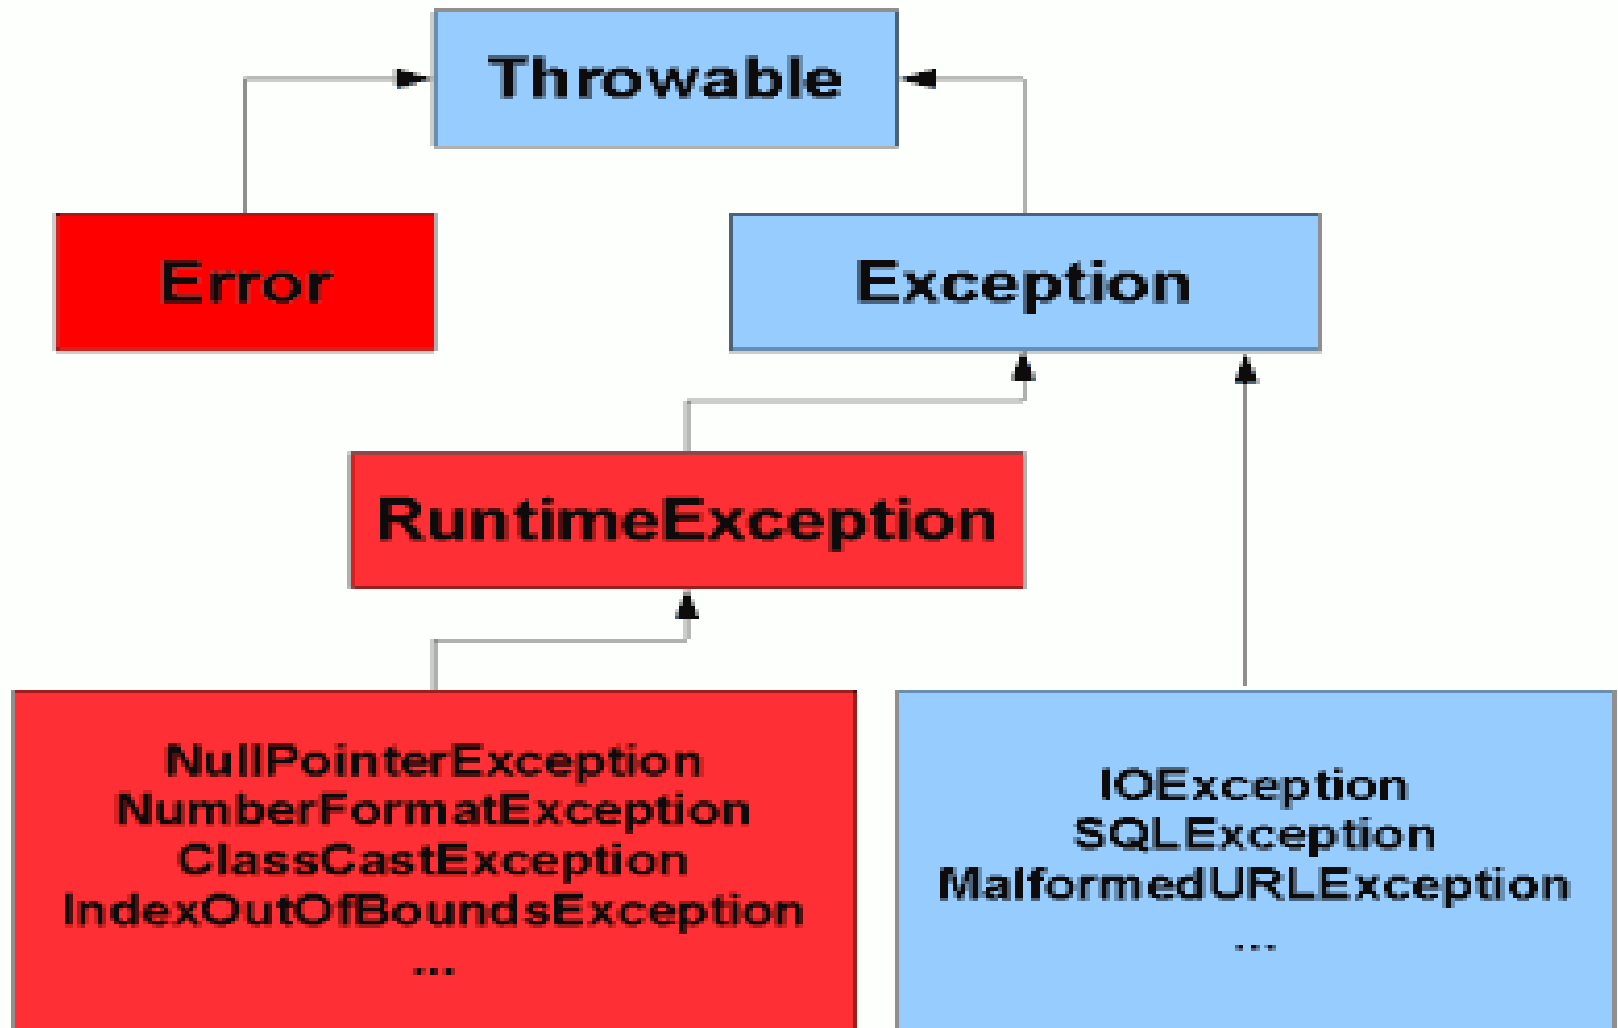 Throwable
Error
Exception
RuntimeException
NullPointerException
NumberFormatException
ClassCastException
IndexOutOfBoundsException
...
IOException
SQLException
MalformedURLException
...